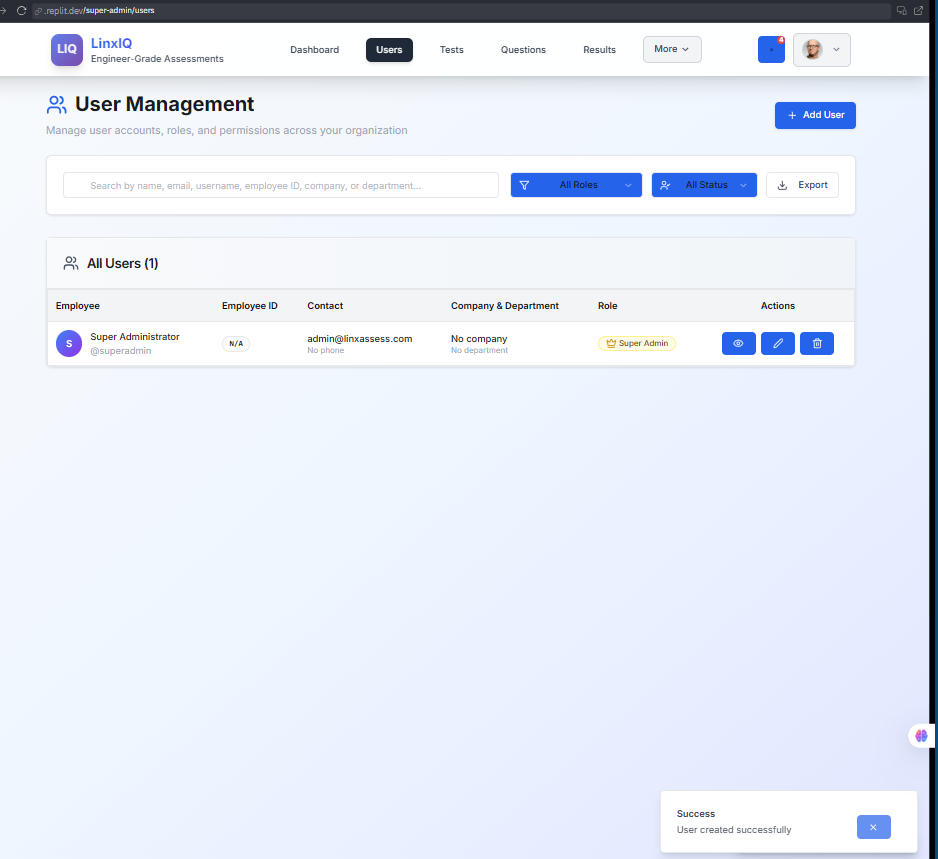 .replit.dev/super-admin/users
LIQ
LinxIQ
Engineer-Grade Assessments
Dashboard
Users
Tests
Questions
Results
More
4
User Management
Manage user accounts, roles, and permissions across your organization
Add User
Search by name, email, username, employee ID, company, or department...
All Roles
All Status
Export
All Users (1)
Employee Employee ID Contact Company & Department Role Actions
S
Super Administrator
@superadmin
N/A
admin@linxassess.com
No phone
No company
No department
Super Admin
Success
User created successfully